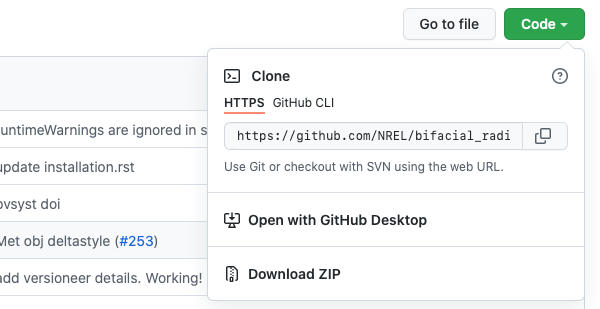 Go to file
Code
Clone
HTTPS GitHub CLI
https://github.com/NREL/bifacial_radi
Use Git or checkout with SVN using the web URL.
Open with GitHub Desktop
Download ZIP
untimeWarnings are ignored in s
update installation.rst
pvsyst doi
Met obj deltastyle (#253)
add versioneer details. Working!